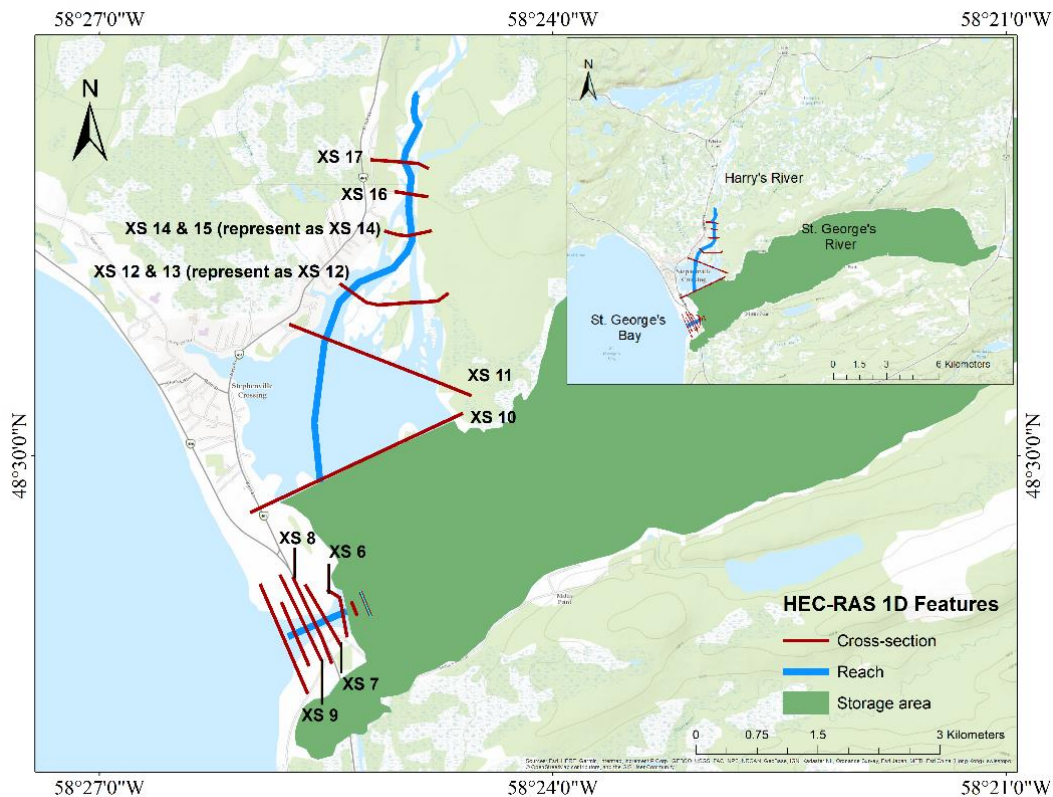 58°27'0"W
58°24'0"W
58°21'0"W
N
XS 17
XS 16
XS 14 & 15 (represent as XS 14)
XS 12 & 13 (represent as XS 12)
XS 11
XS 10
Stephenville
Crossing
48°30'0"N
48°30'0"N
XS 8
XS 6
XS 7
XS 9
N
Harry's River
St. George's
River
Stephenville
Crossing
St. George's
Bay
0 1.5 3 6 Kilometers
HEC-RAS 1D Features
Cross-section
Reach
Storage area
0 0.75 1.5 3 Kilometers
58°27'0"W
58°24'0"W
58°21'0"W